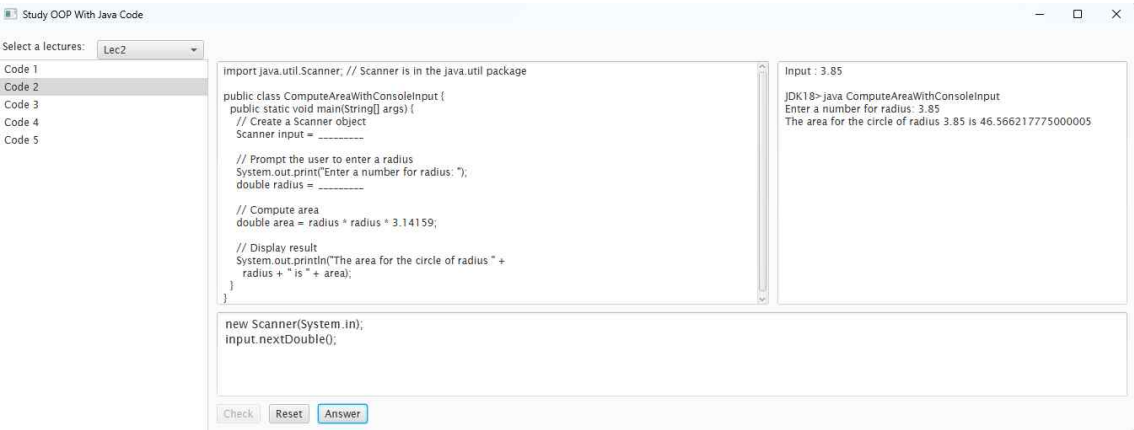 Study OOP With Java Code
Select a lectures: Lec2
Code 1
Code 2
Code 3
Code 4
Code 5
import java.util.Scanner; // Scanner is in the java.util package
public class ComputeAreaWithConsoleInput {
public static void main(String[] args) {
// Create a Scanner object
Scanner input = _________
// Prompt the user to enter a radius
System.out.print("Enter a number for radius: ");
double radius = _________
// Compute area
double area = radius * radius * 3.14159;
// Display result
System.out.println("The area for the circle of radius " +
radius + " is " + area);
}
}
Input : 3.85
JDK18>java ComputeAreaWithConsoleInput
Enter a number for radius: 3.85
The area for the circle of radius 3.85 is 46.566217775000005
new Scanner(System.in);
input.nextDouble();
Check Reset Answer